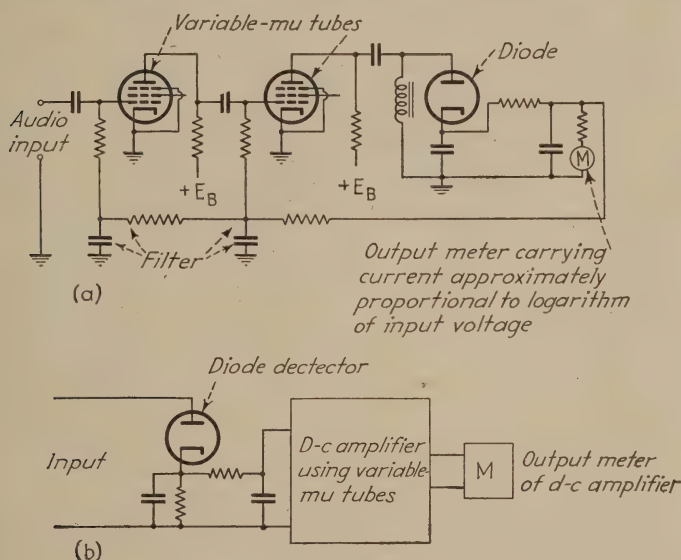 Variable-mu tubes
Diode
Audio
input
+E_B
+E_B
M
Filter
(a)
Output meter carrying
current approximately
proportional to logarithm
of input voltage
Diode dectector
Input
D-c amplifier
using variable-
mu tubes
M
Output meter
of d-c amplifier
(b)